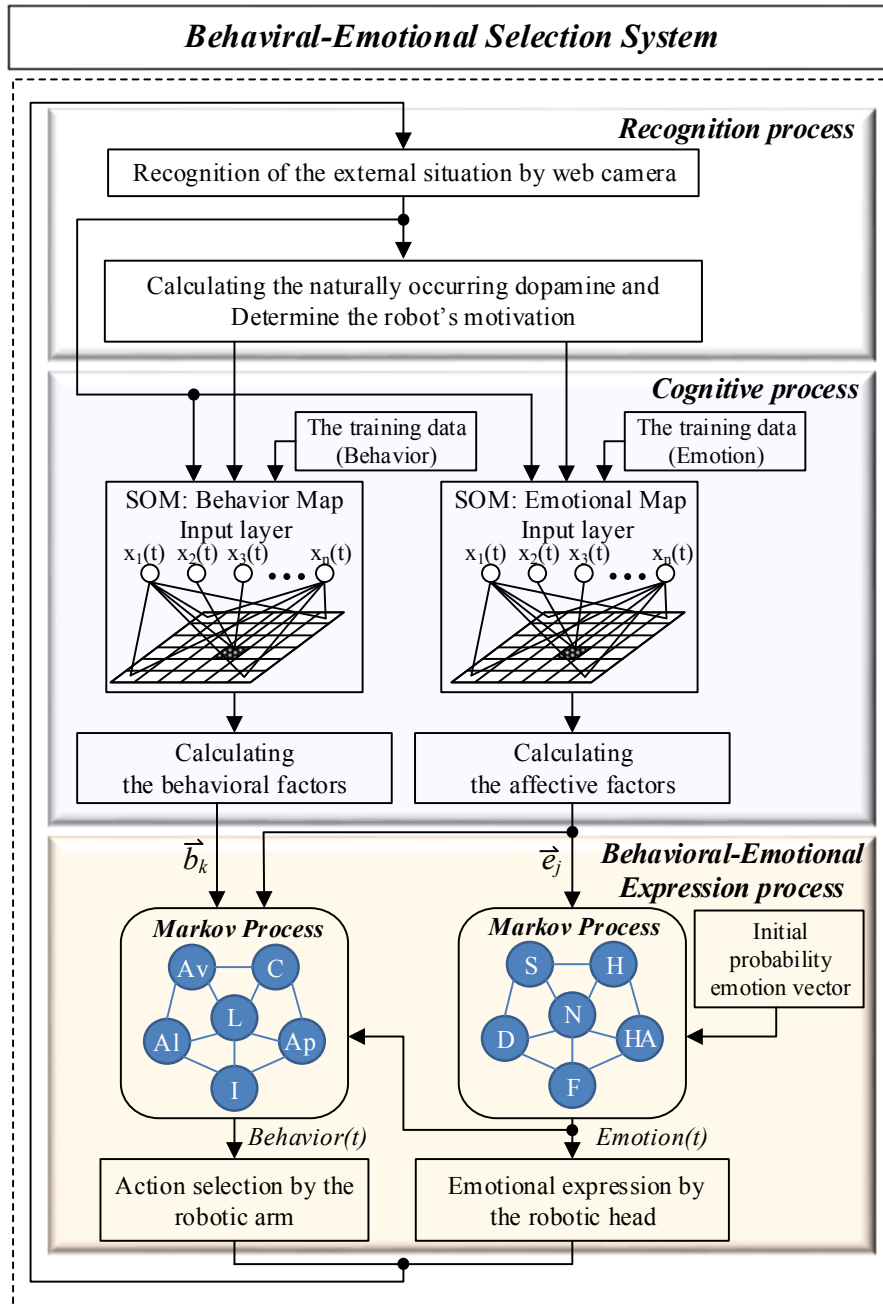 Behaviral-Emotional Selection System
Recognition process
Recognition of the external situation by web camera
Calculating the naturally occurring dopamine and
Determine the robot's motivation
Cognitive process
The training data
(Behavior)
The training data
(Emotion)
SOM: Behavior Map
Input layer
x₁(t) x₂(t) x₃(t) xₙ(t)
SOM: Emotional Map
Input layer
x₁(t) x₂(t) x₃(t) xₙ(t)
Calculating
the behavioral factors
Calculating
the affective factors
b⃗ₖ
e⃗ⱼ
Behavioral-Emotional
Expression process
Markov Process
Av C
L
Al Ap
I
Markov Process
S H
N
D HA
F
Initial
probability
emotion vector
Behavior(t)
Emotion(t)
Action selection by the
robotic arm
Emotional expression by
the robotic head